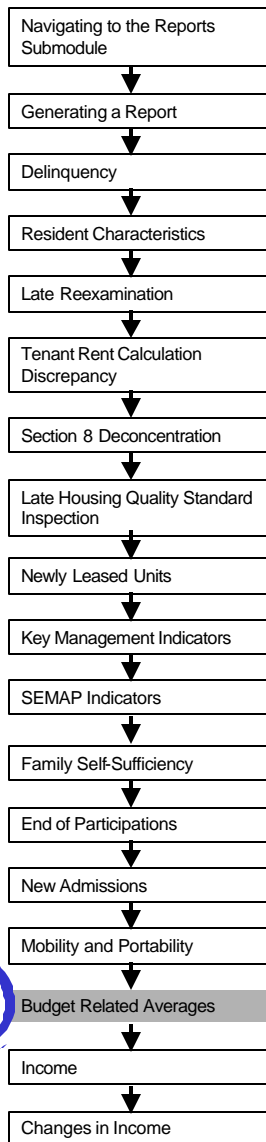 Navigating to the Reports
Submodule
Generating a Report
Delinquency
Resident Characteristics
Late Reexamination
Tenant Rent Calculation
Discrepancy
Section 8 Deconcentration
Late Housing Quality Standard
Inspection
Newly Leased Units
Key Management Indicators
SEMAP Indicators
Family Self-Sufficiency
End of Participations
New Admissions
Mobility and Portability
Budget Related Averages
Income
Changes in Income